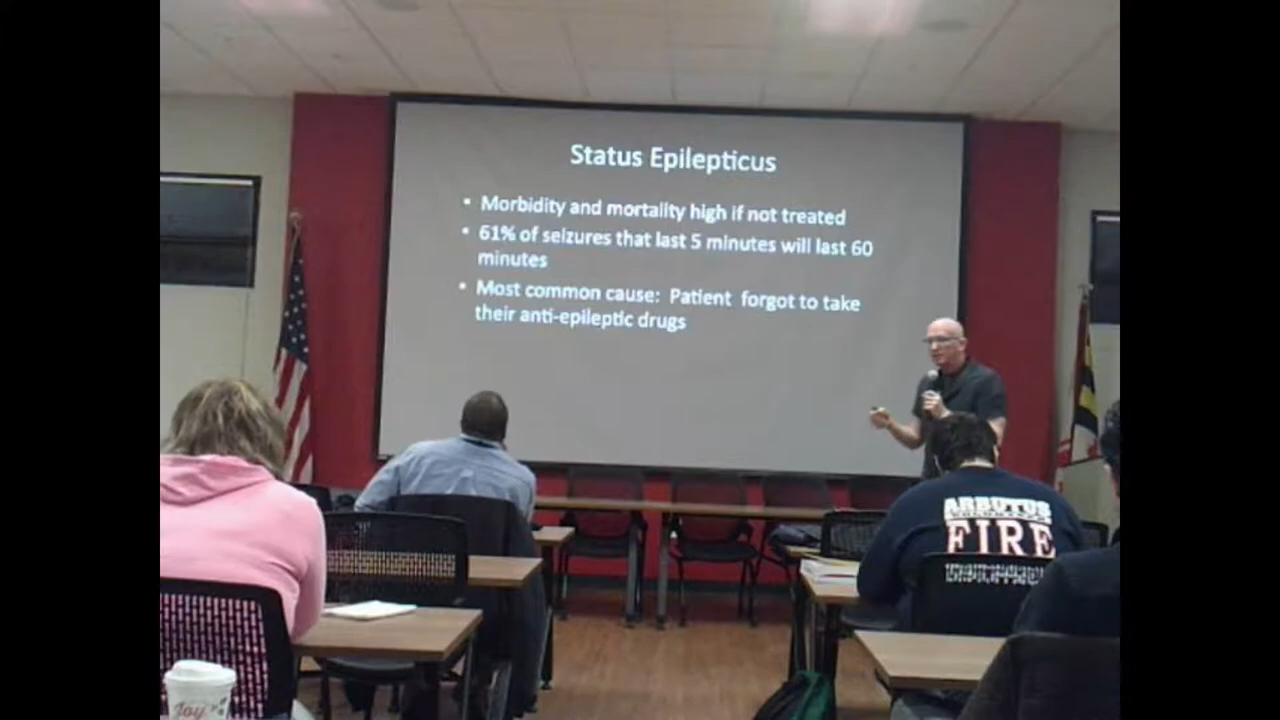 Status Epilepticus
▪ Morbidity and mortality high if not treated
▪ 61% of seizures that last 5 minutes will last 60
minutes
▪ Most common cause: Patient forgot to take
their anti-epileptic drugs
ARBUTUS
FIRE
Joy